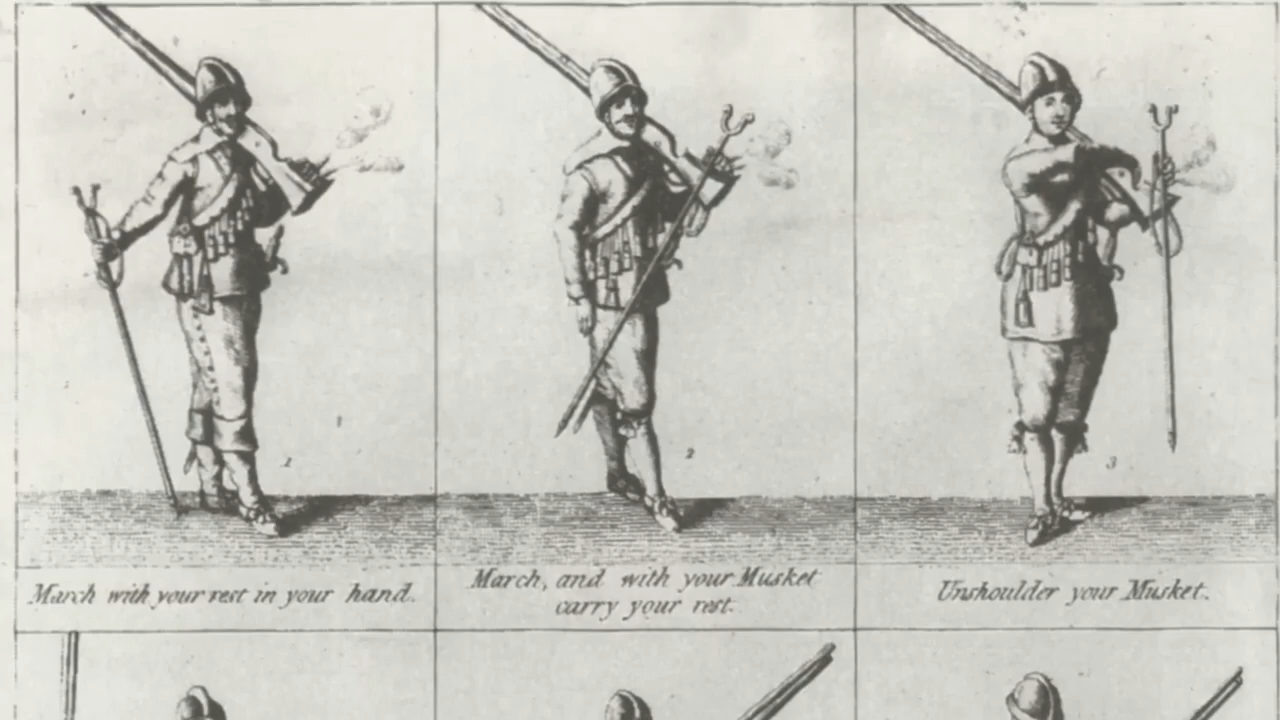 1
2
3
March with your rest in your hand.
March, and with your Musket
carry your rest.
Unshoulder your Musket.